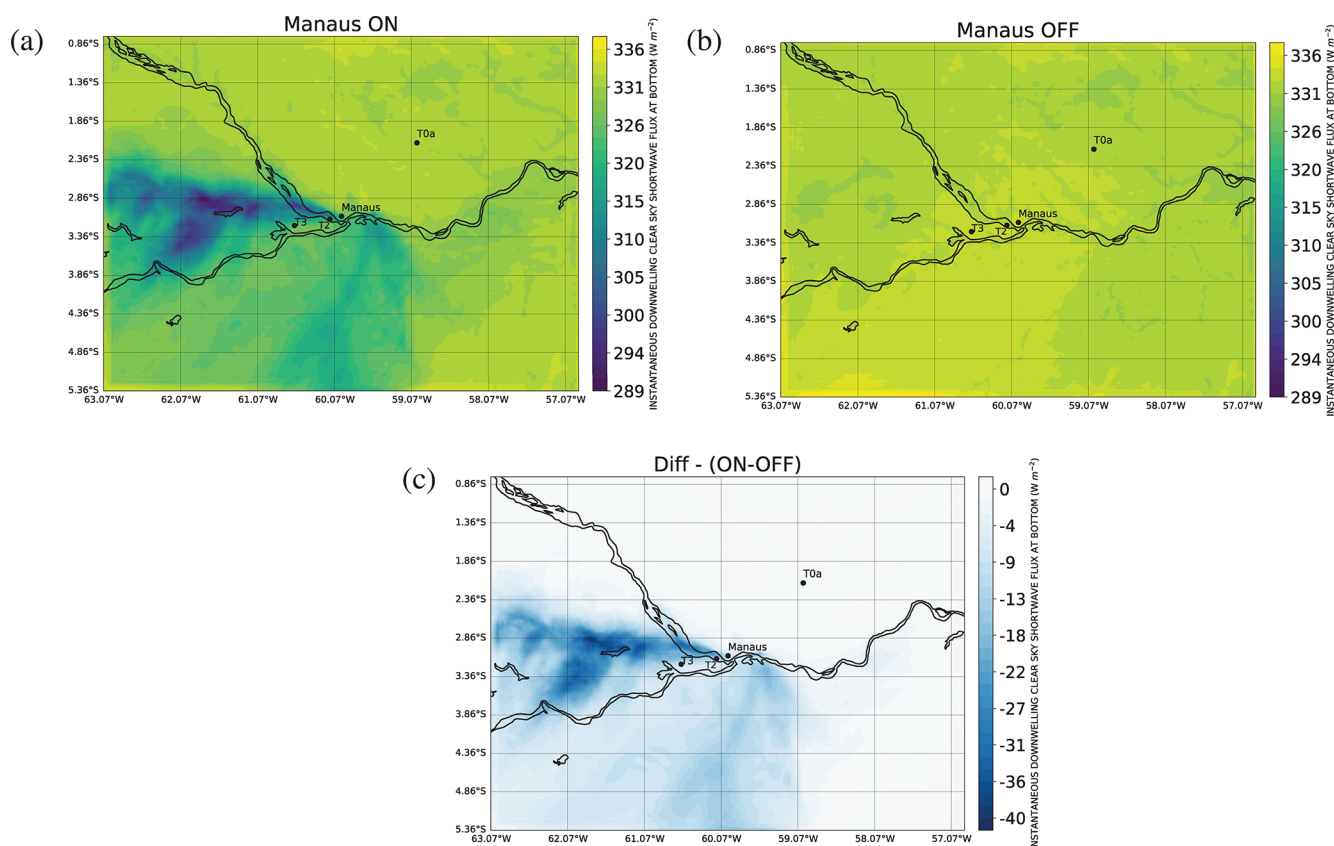 (a)
Manaus ON
0.86°S
1.36°S
1.86°S
2.36°S
2.86°S
3.36°S
3.86°S
4.36°S
4.86°S
5.36°S
63.07°W 62.07°W 61.07°W 60.07°W 59.07°W 58.07°W 57.07°W
T0a
Manaus
T3
T2
336
331
326
320
315
310
305
300
294
289
INSTANTANEOUS DOWNWELLING CLEAR SKY SHORTWAVE FLUX AT BOTTOM (W m⁻²)
(b)
Manaus OFF
0.86°S
1.36°S
1.86°S
2.36°S
2.86°S
3.36°S
3.86°S
4.36°S
4.86°S
5.36°S
63.07°W 62.07°W 61.07°W 60.07°W 59.07°W 58.07°W 57.07°W
T0a
Manaus
T3
T2
336
331
326
320
315
310
305
300
294
289
INSTANTANEOUS DOWNWELLING CLEAR SKY SHORTWAVE FLUX AT BOTTOM (W m⁻²)
(c)
Diff - (ON-OFF)
0.86°S
1.36°S
1.86°S
2.36°S
2.86°S
3.36°S
3.86°S
4.36°S
4.86°S
5.36°S
63.07°W 62.07°W 61.07°W 60.07°W 59.07°W 58.07°W 57.07°W
T0a
Manaus
T3
T2
0
-4
-9
-13
-18
-22
-27
-31
-36
-40
INSTANTANEOUS DOWNWELLING CLEAR SKY SHORTWAVE FLUX AT BOTTOM (W m⁻²)